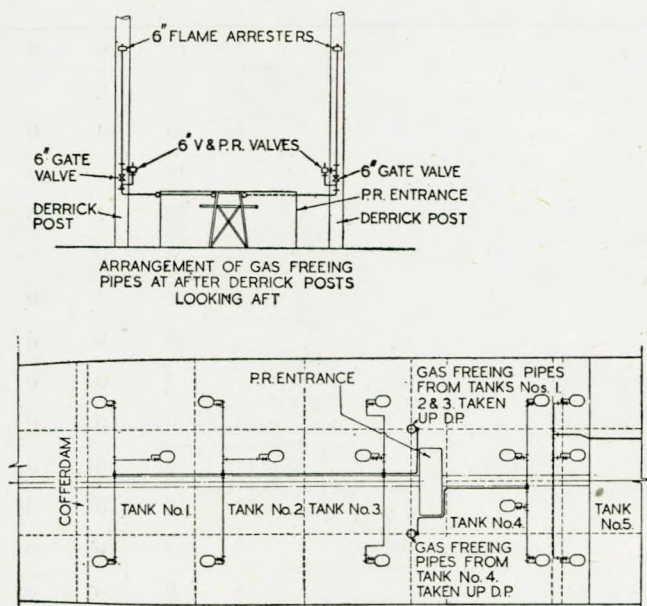 6" FLAME ARRESTERS
6" V & P.R. VALVES
6" GATE
VALVE
6" GATE VALVE
P.R. ENTRANCE
DERRICK
POST
DERRICK POST
ARRANGEMENT OF GAS FREEING
PIPES AT AFTER DERRICK POSTS
LOOKING AFT
P.R. ENTRANCE
GAS FREEING PIPES
FROM TANKS Nos. 1.
2 & 3. TAKEN
UP D.P.
COFFERDAM
TANK No.1.
TANK No.2.
TANK No.3.
TANK No.4.
TANK
No.5.
GAS FREEING
PIPES FROM
TANK No. 4.
TAKEN UP D.P.